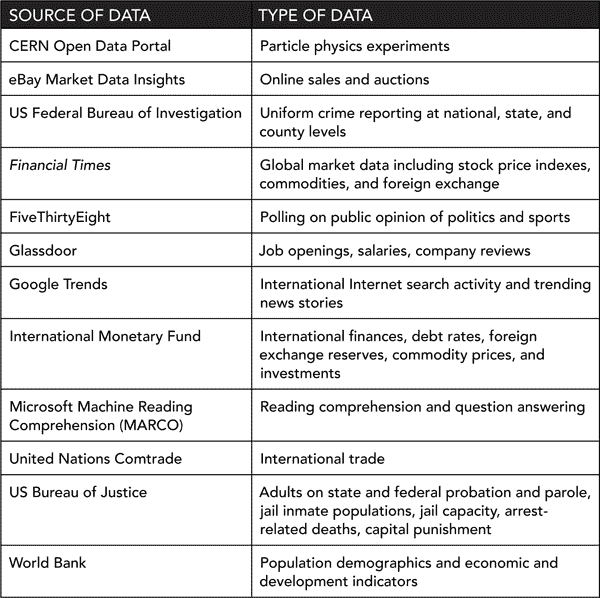 SOURCE OF DATA
TYPE OF DATA
CERN Open Data Portal
Particle physics experiments
eBay Market Data Insights
Online sales and auctions
US Federal Bureau of Investigation
Uniform crime reporting at national, state, and
county levels
Financial Times
Global market data including stock price indexes,
commodities, and foreign exchange
FiveThirtyEight
Polling on public opinion of politics and sports
Glassdoor
Job openings, salaries, company reviews
Google Trends
International Internet search activity and trending
news stories
International Monetary Fund
International finances, debt rates, foreign
exchange reserves, commodity prices, and
investments
Microsoft Machine Reading
Comprehension (MARCO)
Reading comprehension and question answering
United Nations Comtrade
International trade
US Bureau of Justice
Adults on state and federal probation and parole,
jail inmate populations, jail capacity, arrest-
related deaths, capital punishment
World Bank
Population demographics and economic and
development indicators